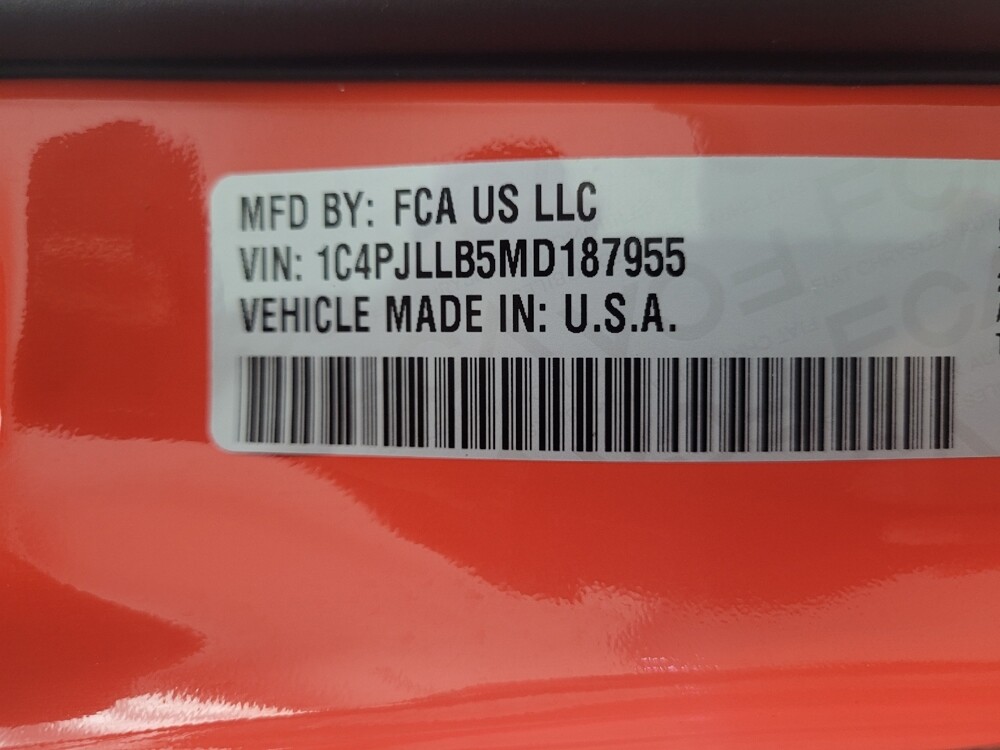 MFD BY: FCA US LLC
VIN: 1C4PJLLB5MD187955
VEHICLE MADE IN: U.S.A.